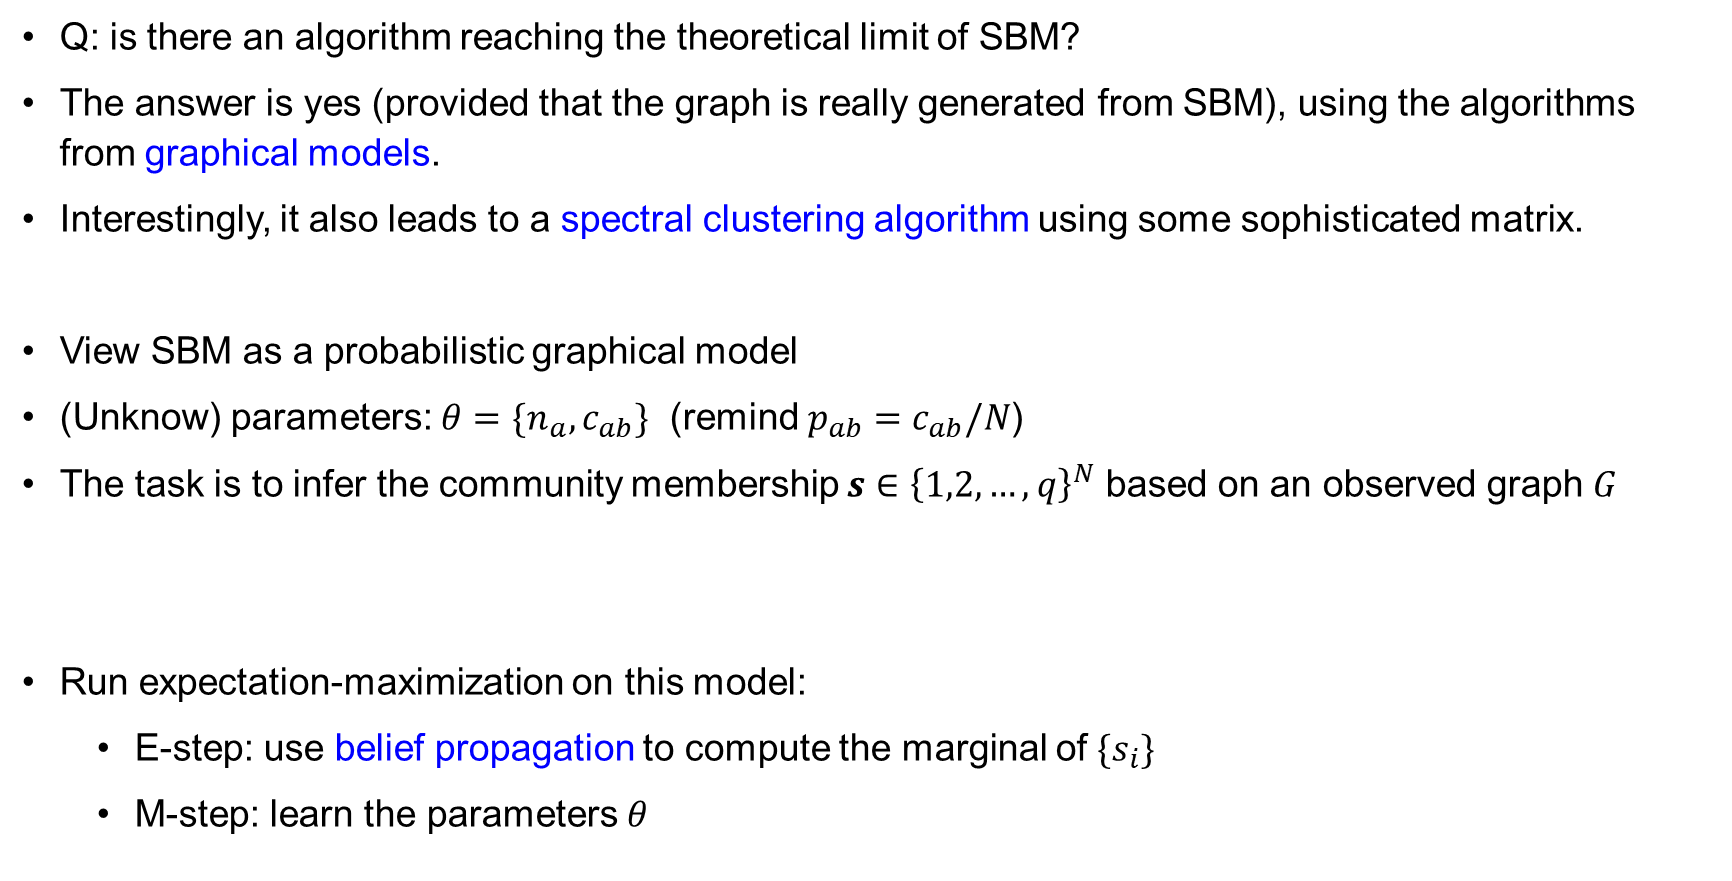 • Q: is there an algorithm reaching the theoretical limit of SBM?
• The answer is yes (provided that the graph is really generated from SBM), using the algorithms
from graphical models.
• Interestingly, it also leads to a spectral clustering algorithm using some sophisticated matrix.
• View SBM as a probabilistic graphical model
• (Unknow) parameters: θ = {nₐ, c_ab} (remind p_ab = c_ab/N)
• The task is to infer the community membership s ∈ {1,2, … , q}ᴺ based on an observed graph G
• Run expectation-maximization on this model:
• E-step: use belief propagation to compute the marginal of {sᵢ}
• M-step: learn the parameters θ